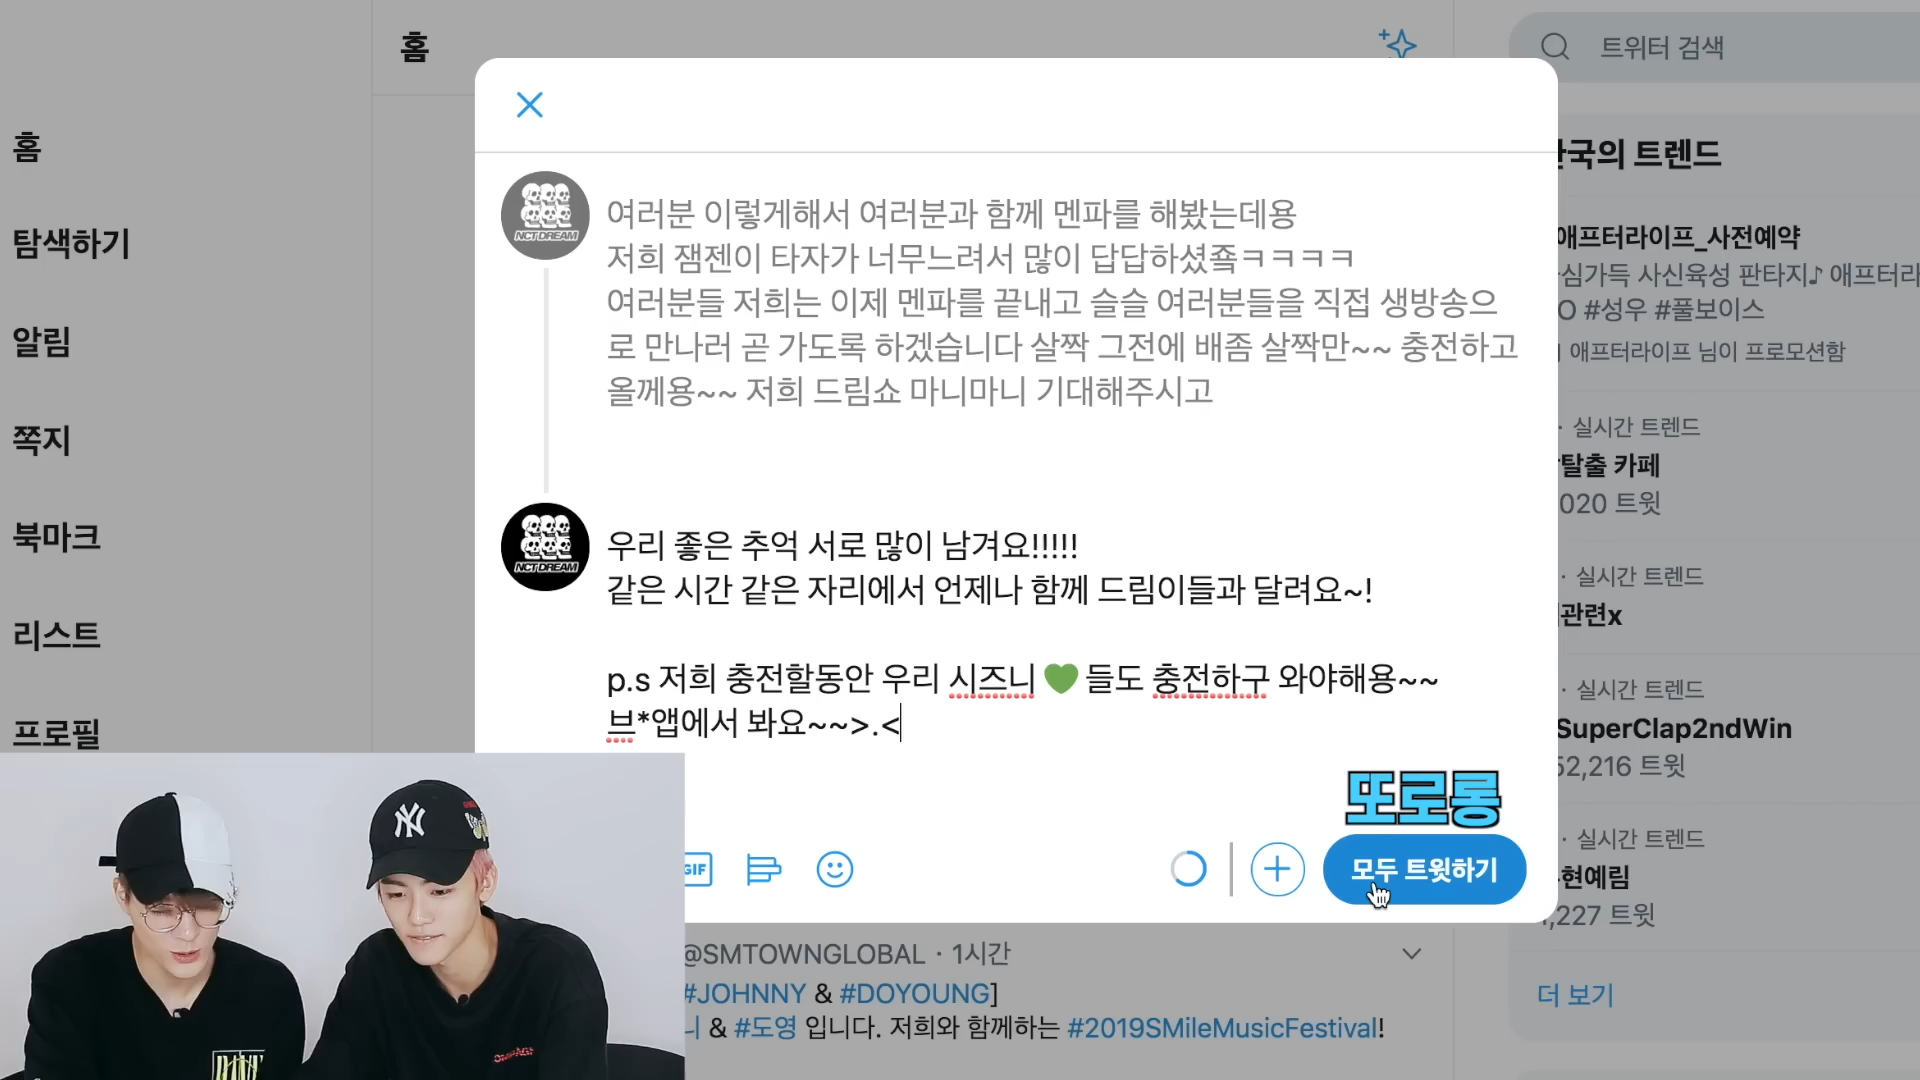 홈
트위터 검색
홈
탐색하기
알림
쪽지
북마크
리스트
프로필
NCT DREAM
여러분 이렇게해서 여러분과 함께 멘파를 해봤는데용
저희 잼젠이 타자가 너무느려서 많이 답답하셨죸ㅋㅋㅋㅋ
여러분들 저희는 이제 멘파를 끝내고 슬슬 여러분들을 직접 생방송으
로 만나러 곧 가도록 하겠습니다 살짝 그전에 배좀 살짝만~~ 충전하고
올께용~~ 저희 드림쇼 마니마니 기대해주시고
NCT DREAM
우리 좋은 추억 서로 많이 남겨요!!!!!
같은 시간 같은 자리에서 언제나 함께 드림이들과 달려요~!
p.s 저희 충전할동안 우리 시즈니💚들도 충전하구 와야해용~~
브*앱에서 봐요~~>.<
또로롱
GIF
모두 트윗하기
@SMTOWNGLOBAL · 1시간
#JOHNNY & #DOYOUNG]
& #도영 입니다. 저희와 함께하는 #2019SMileMusicFestival!
국의 트렌드
애프터라이프_사전예약
심가득 사신육성 판타지♪ 애프터라
O #성우 #풀보이스
애프터라이프 님이 프로모션함
· 실시간 트렌드
탈출 카페
020 트윗
· 실시간 트렌드
관련x
· 실시간 트렌드
SuperClap2ndWin
52,216 트윗
· 실시간 트렌드
현예림
,227 트윗
더 보기
NY